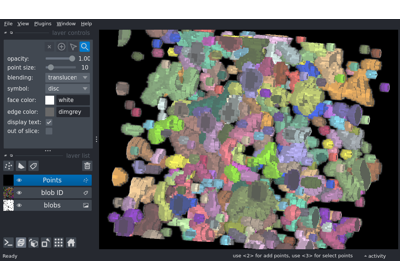 File View Plugins Window Help
layer controls
opacity: 1.00
point size: 10
blending: translucen
symbol: disc
face color: white
edge color: dimgrey
display text:
out of slice:
layer list
Points
blob ID
blobs
Ready
use <2> for add points, use <3> for select points
activity